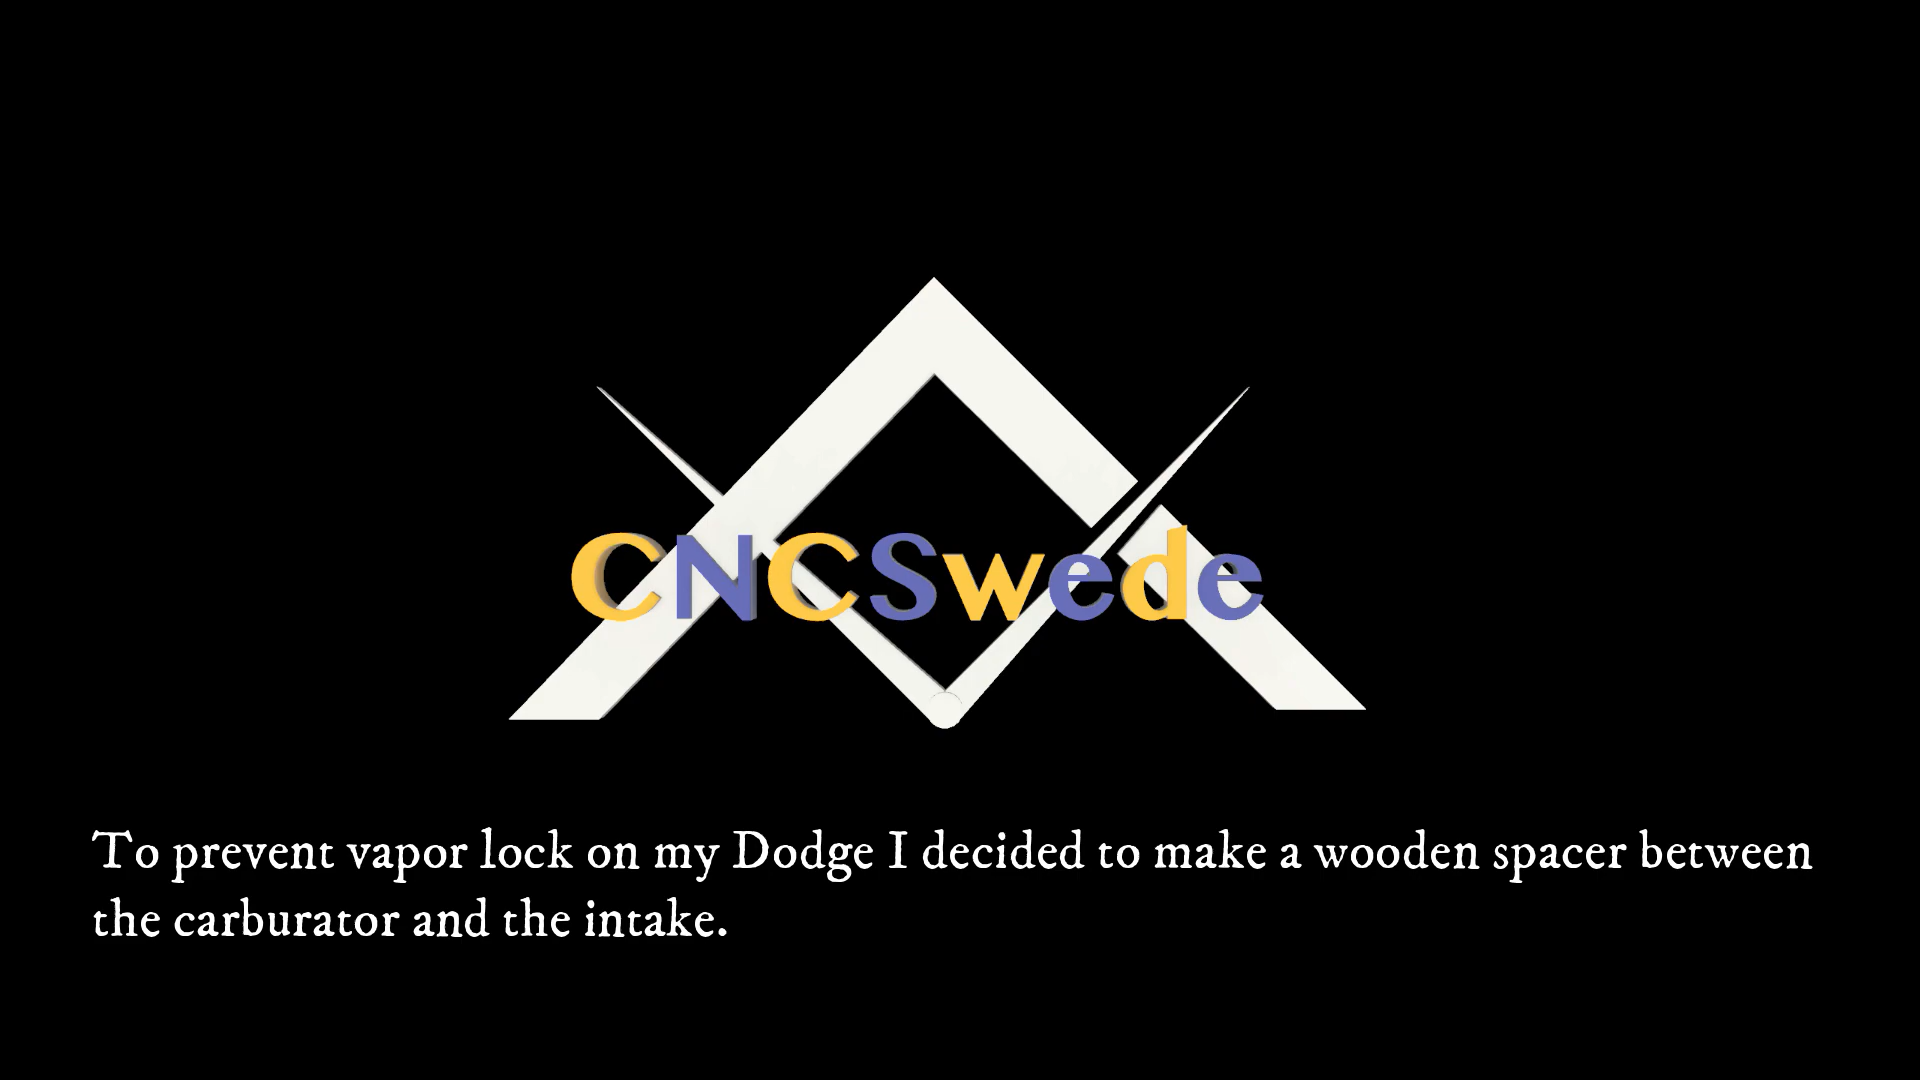 CNCSwede
To prevent vapor lock on my Dodge I decided to make a wooden spacer between
the carburator and the intake.